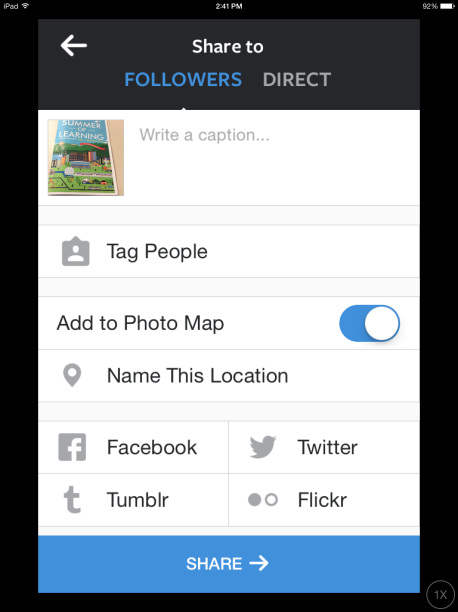 iPad 2:41 PM 92%
Share to
FOLLOWERS DIRECT
SUMMER
OF
LEARNING
Write a caption...
Tag People
Add to Photo Map
Name This Location
Facebook Twitter
Tumblr Flickr
SHARE
1X